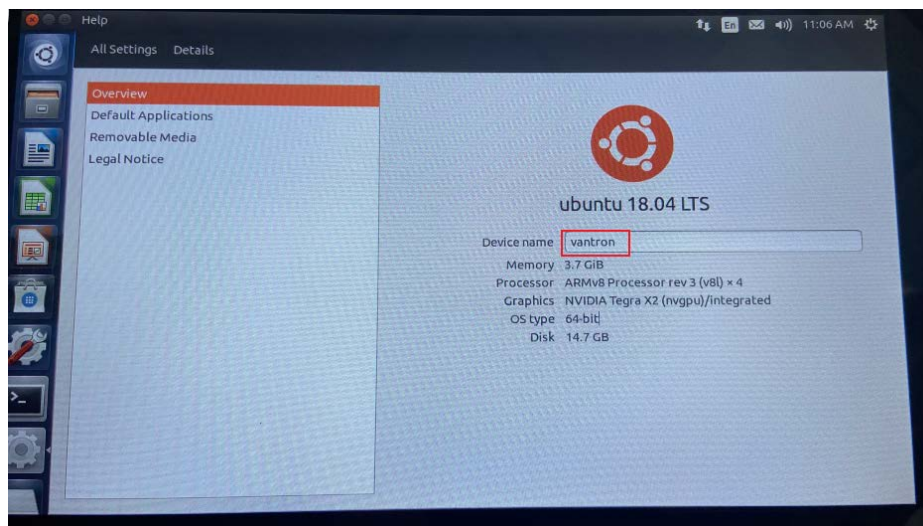 Help
En
11:06 AM
All Settings Details
Overview
Default Applications
Removable Media
Legal Notice
ubuntu 18.04 LTS
Device name vantron
Memory 3.7 GiB
Processor ARMv8 Processor rev 3 (v8l) × 4
Graphics NVIDIA Tegra X2 (nvgpu)/integrated
OS type 64-bit
Disk 14.7 GB
>_